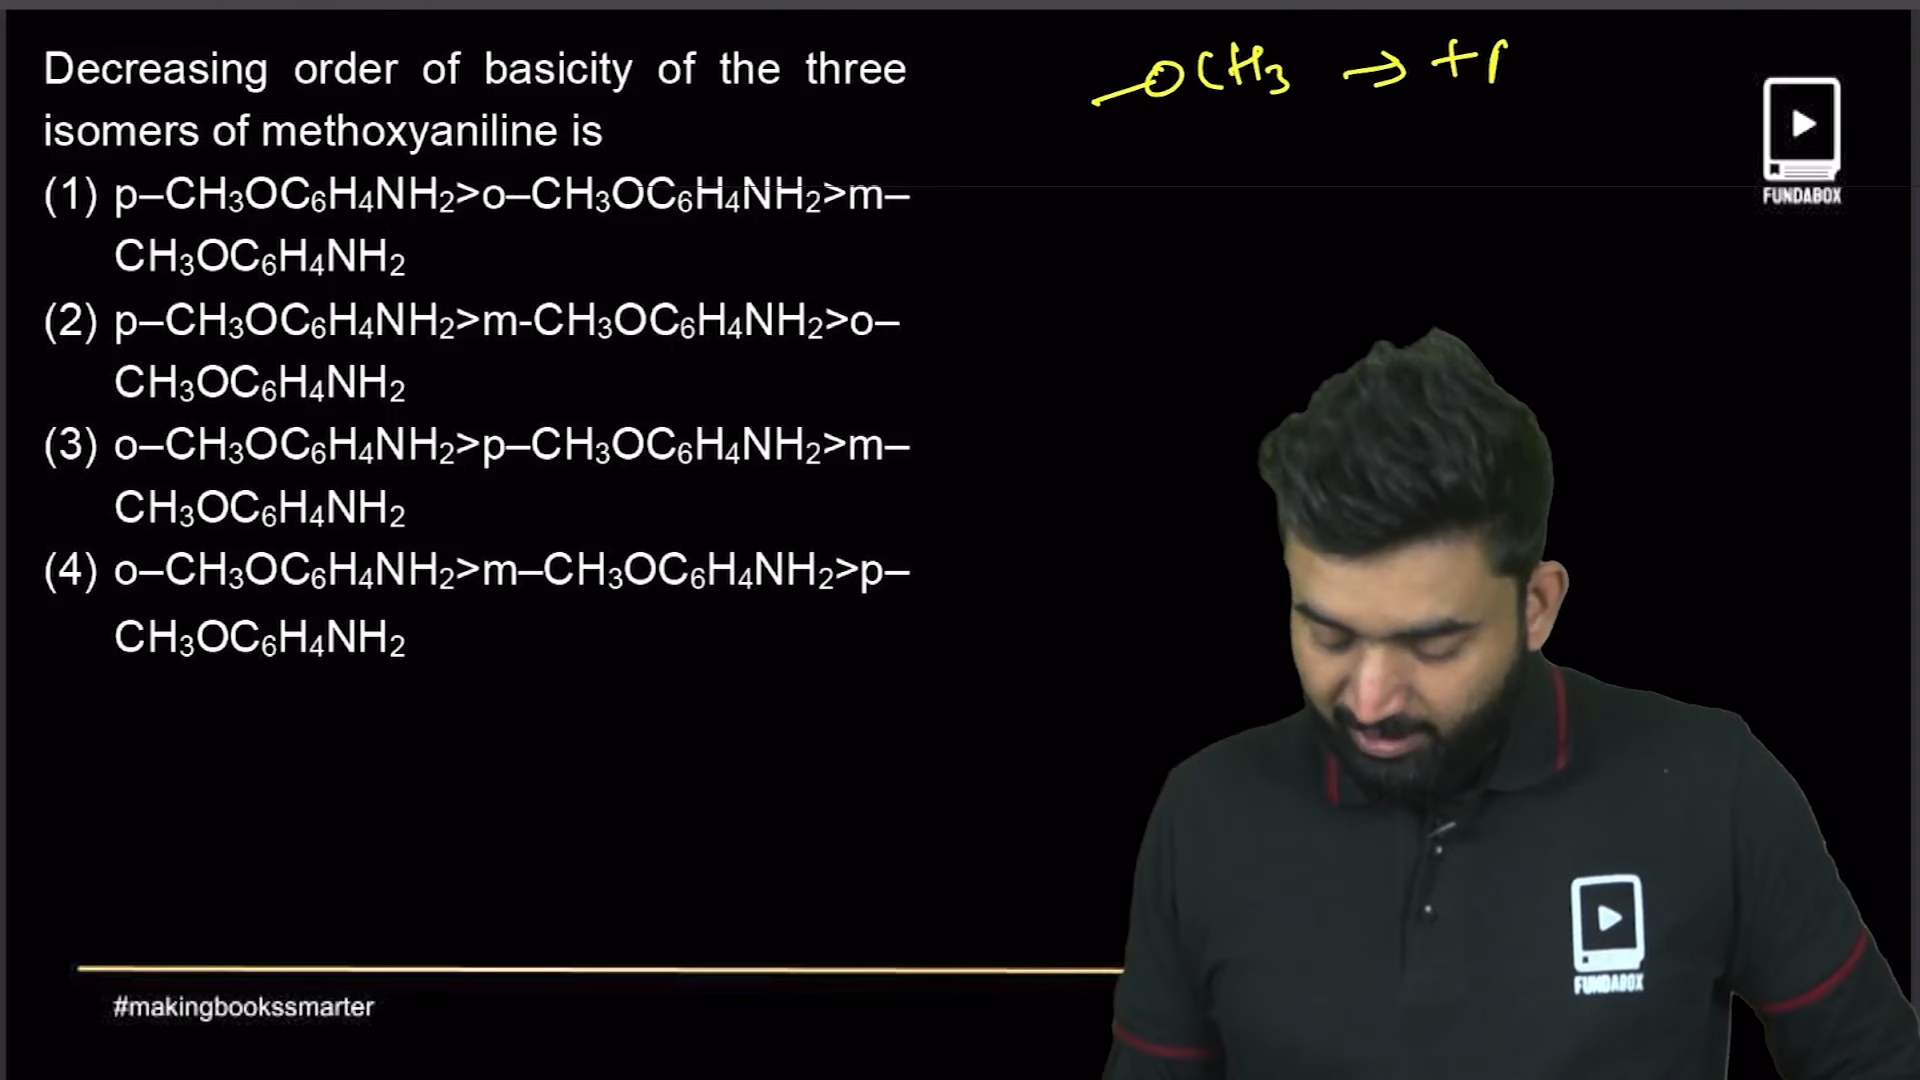 Decreasing order of basicity of the three
isomers of methoxyaniline is
(1) p–CH₃OC₆H₄NH₂>o–CH₃OC₆H₄NH₂>m–
CH₃OC₆H₄NH₂
(2) p–CH₃OC₆H₄NH₂>m-CH₃OC₆H₄NH₂>o–
CH₃OC₆H₄NH₂
(3) o–CH₃OC₆H₄NH₂>p–CH₃OC₆H₄NH₂>m–
CH₃OC₆H₄NH₂
(4) o–CH₃OC₆H₄NH₂>m–CH₃OC₆H₄NH₂>p–
CH₃OC₆H₄NH₂
–OCH₃ →
FUNDABOX
FUNDABOX
#makingbookssmarter